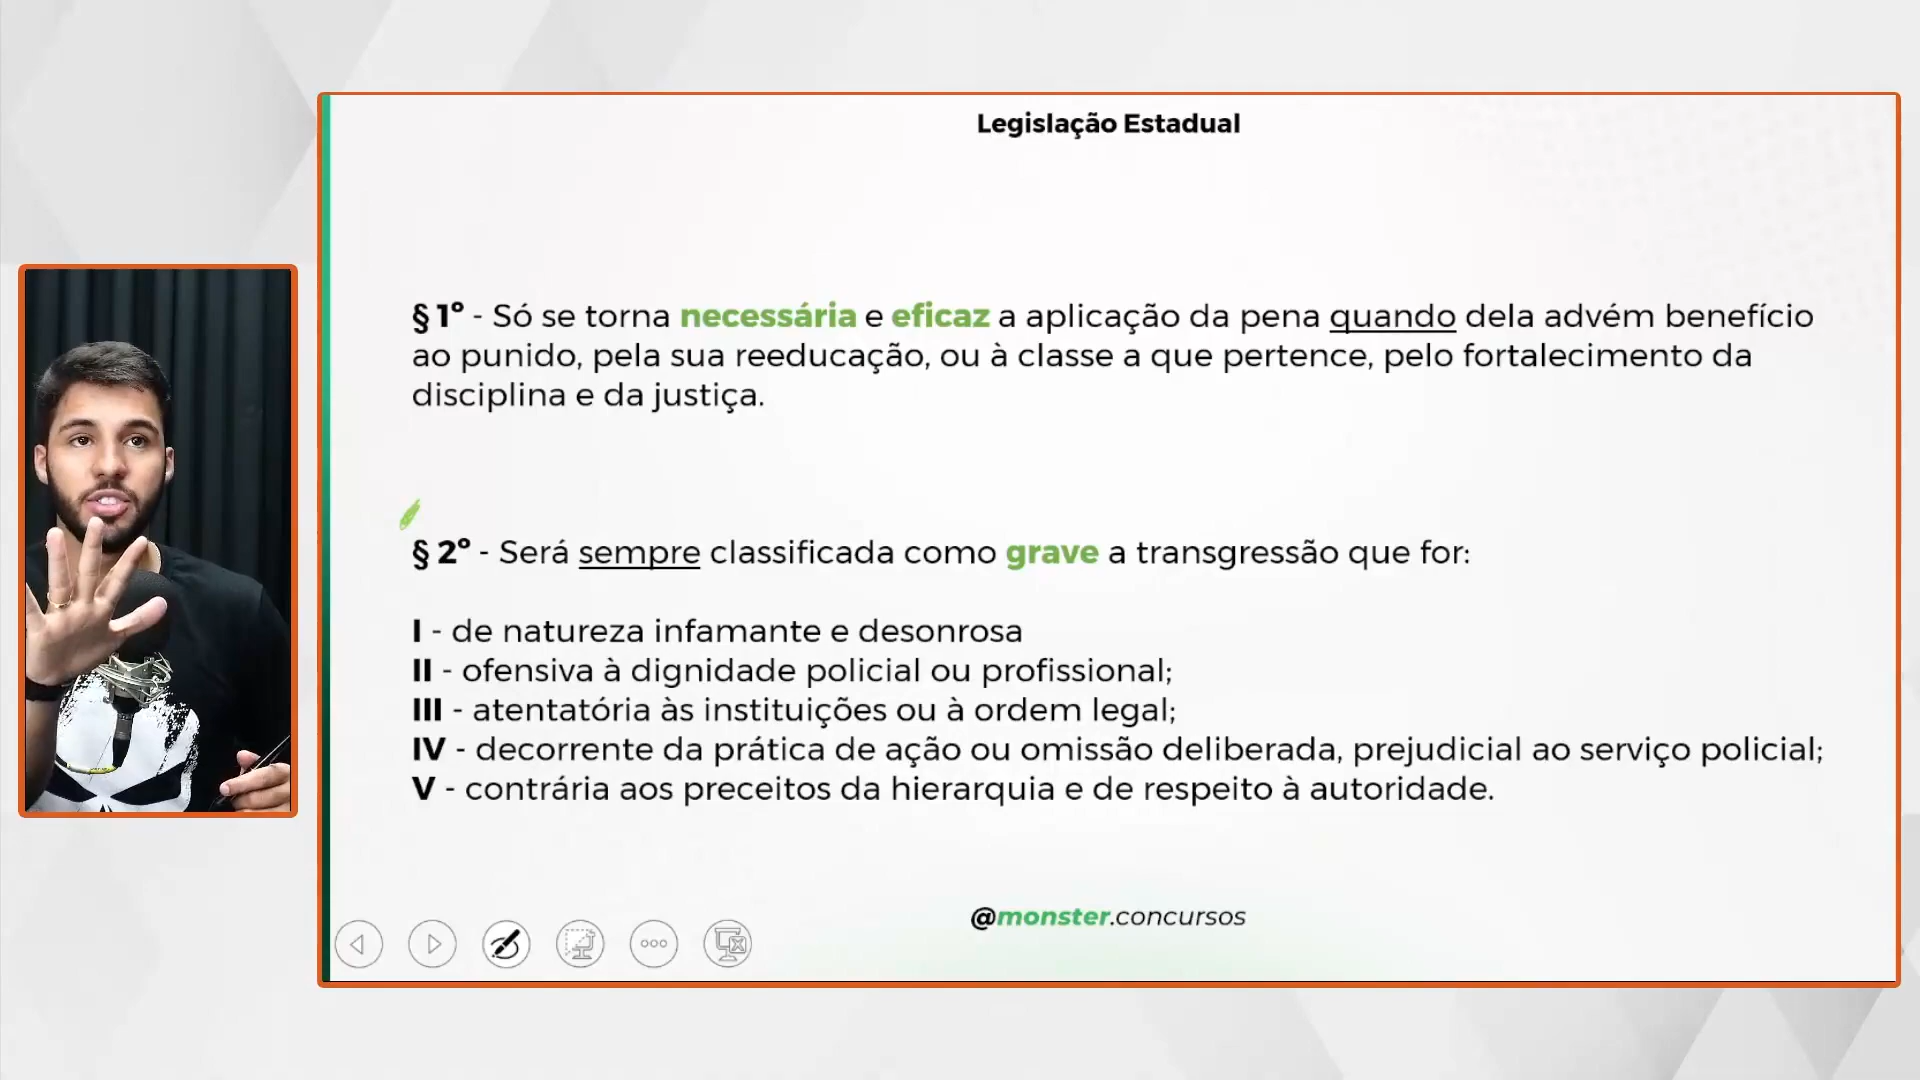 Legislação Estadual
§ 1º - Só se torna necessária e eficaz a aplicação da pena quando dela advém benefício
ao punido, pela sua reeducação, ou à classe a que pertence, pelo fortalecimento da
disciplina e da justiça.
§ 2º - Será sempre classificada como grave a transgressão que for:
I - de natureza infamante e desonrosa
II - ofensiva à dignidade policial ou profissional;
III - atentatória às instituições ou à ordem legal;
IV - decorrente da prática de ação ou omissão deliberada, prejudicial ao serviço policial;
V - contrária aos preceitos da hierarquia e de respeito à autoridade.
@monster.concursos